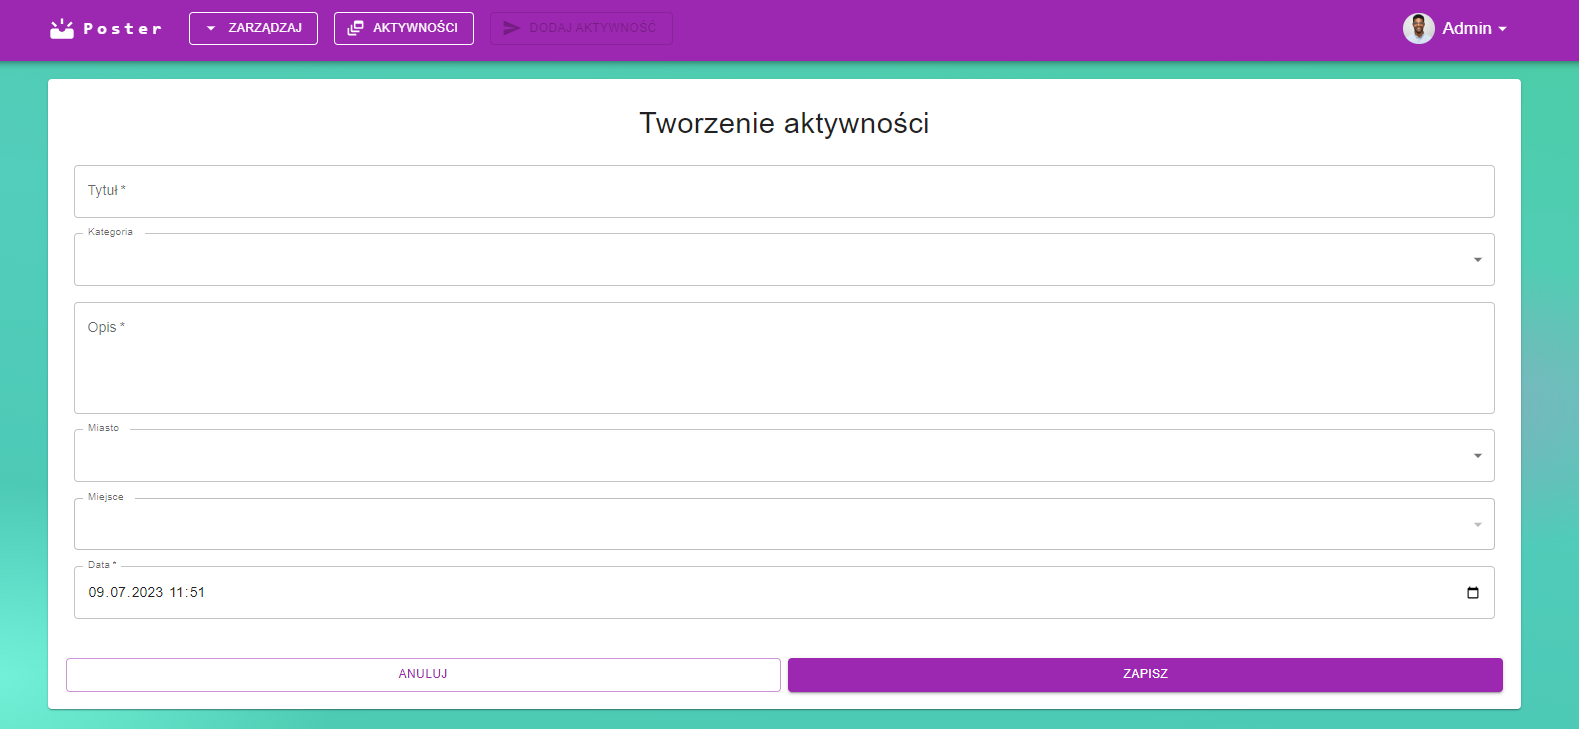 Poster ZARZĄDZAJ AKTYWNOŚCI DODAJ AKTYWNOŚĆ Admin
Tworzenie aktywności
Tytuł *
Kategoria
Opis *
Miasto
Miejsce
Data *
09.07.2023 11:51
ANULUJ ZAPISZ